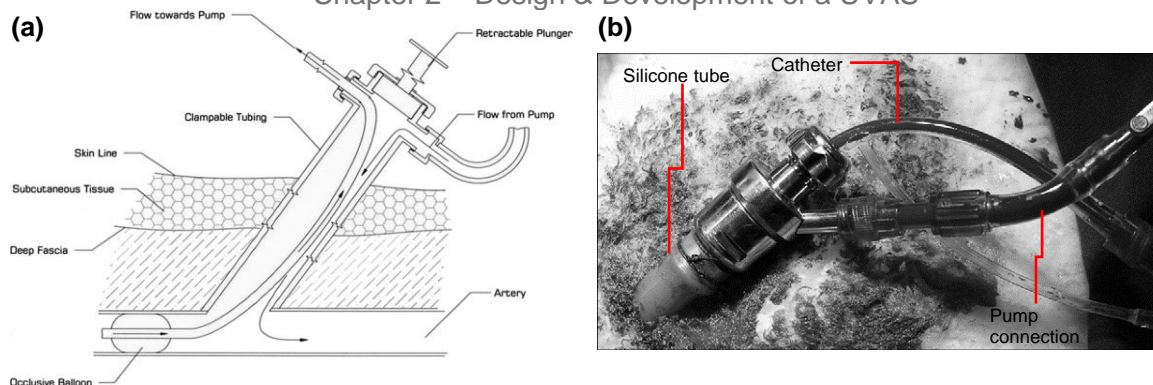 Chapter 2 – Design & Development of a
(a)
Flow towards Pump
Retractable Plunger
Clampable Tubing
Flow from Pump
Skin Line
Subcutaneous Tissue
Deep Fascia
Artery
Occlusive Balloon
(b)
Catheter
Silicone tube
Pump
connection